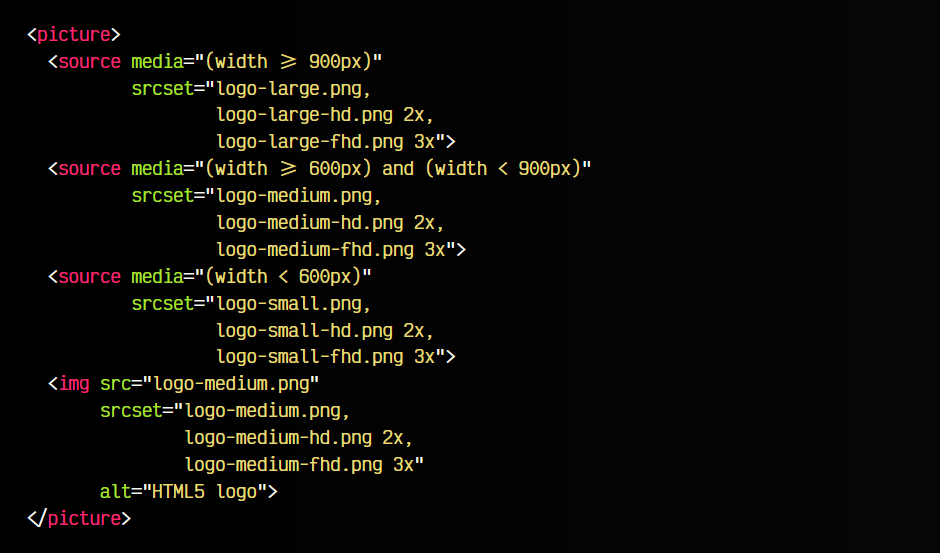 <picture>
  <source media="(width ⩾ 900px)"
          srcset="logo-large.png,
                  logo-large-hd.png 2x,
                  logo-large-fhd.png 3x">
  <source media="(width ⩾ 600px) and (width < 900px)"
          srcset="logo-medium.png,
                  logo-medium-hd.png 2x,
                  logo-medium-fhd.png 3x">
  <source media="(width < 600px)"
          srcset="logo-small.png,
                  logo-small-hd.png 2x,
                  logo-small-fhd.png 3x">
  <img src="logo-medium.png"
       srcset="logo-medium.png,
               logo-medium-hd.png 2x,
               logo-medium-fhd.png 3x"
       alt="HTML5 logo">
</picture>